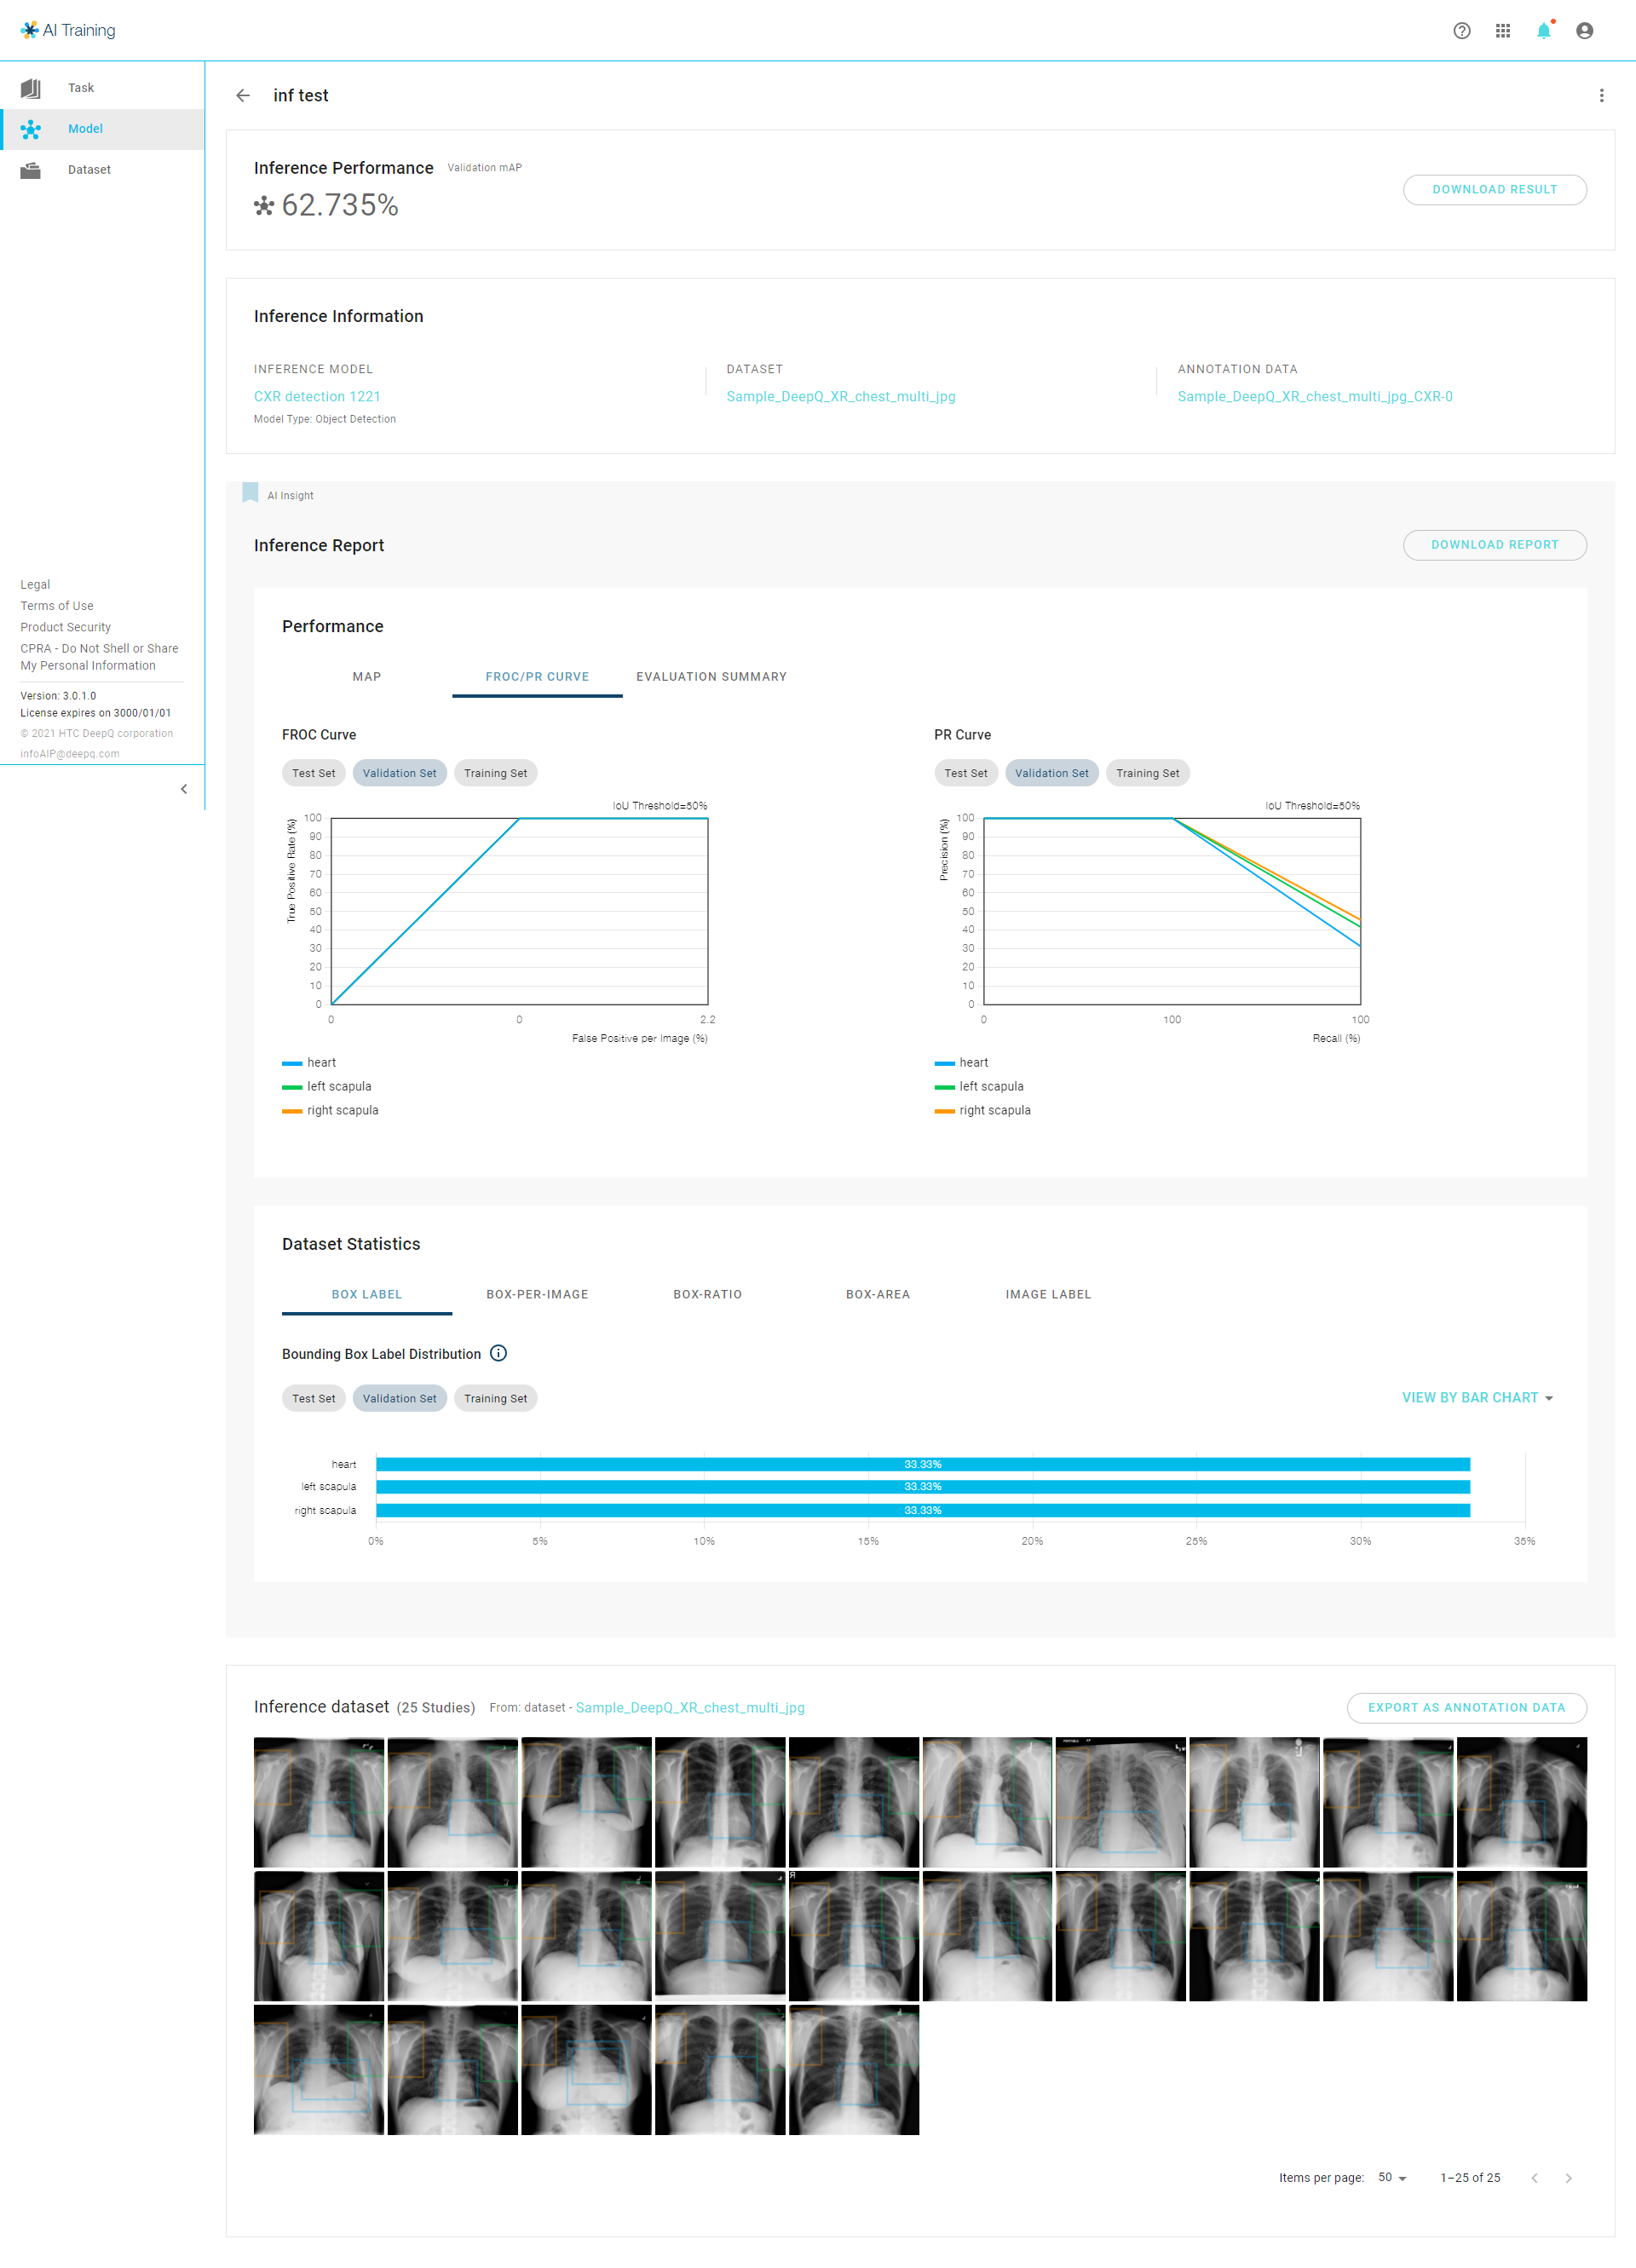 AI Training
Task
Model
Dataset
Legal
Terms of Use
Product Security
CPRA - Do Not Shell or Share
My Personal Information
Version: 3.0.1.0
License expires on 3000/01/01
© 2021 HTC DeepQ corporation
infoAIP@deepq.com
inf test
Inference Performance Validation mAP
62.735%
DOWNLOAD RESULT
Inference Information
INFERENCE MODEL
CXR detection 1221
Model Type: Object Detection
DATASET
Sample_DeepQ_XR_chest_multi_jpg
ANNOTATION DATA
Sample_DeepQ_XR_chest_multi_jpg_CXR-0
AI Insight
Inference Report
DOWNLOAD REPORT
Performance
MAP FROC/PR CURVE EVALUATION SUMMARY
FROC Curve
Test Set Validation Set Training Set
IoU Threshold=50%
True Positive Rate (%)
100
90
80
70
60
50
40
30
20
10
0
0 0 2.2
False Positive per Image (%)
heart
left scapula
right scapula
PR Curve
Test Set Validation Set Training Set
IoU Threshold=50%
Precision (%)
100
90
80
70
60
50
40
30
20
10
0
0 100 100
Recall (%)
heart
left scapula
right scapula
Dataset Statistics
BOX LABEL BOX-PER-IMAGE BOX-RATIO BOX-AREA IMAGE LABEL
Bounding Box Label Distribution
Test Set Validation Set Training Set
VIEW BY BAR CHART
heart 33.33%
left scapula 33.33%
right scapula 33.33%
0% 5% 10% 15% 20% 25% 30% 35%
Inference dataset (25 Studies) From: dataset - Sample_DeepQ_XR_chest_multi_jpg
EXPORT AS ANNOTATION DATA
Items per page: 50 1–25 of 25